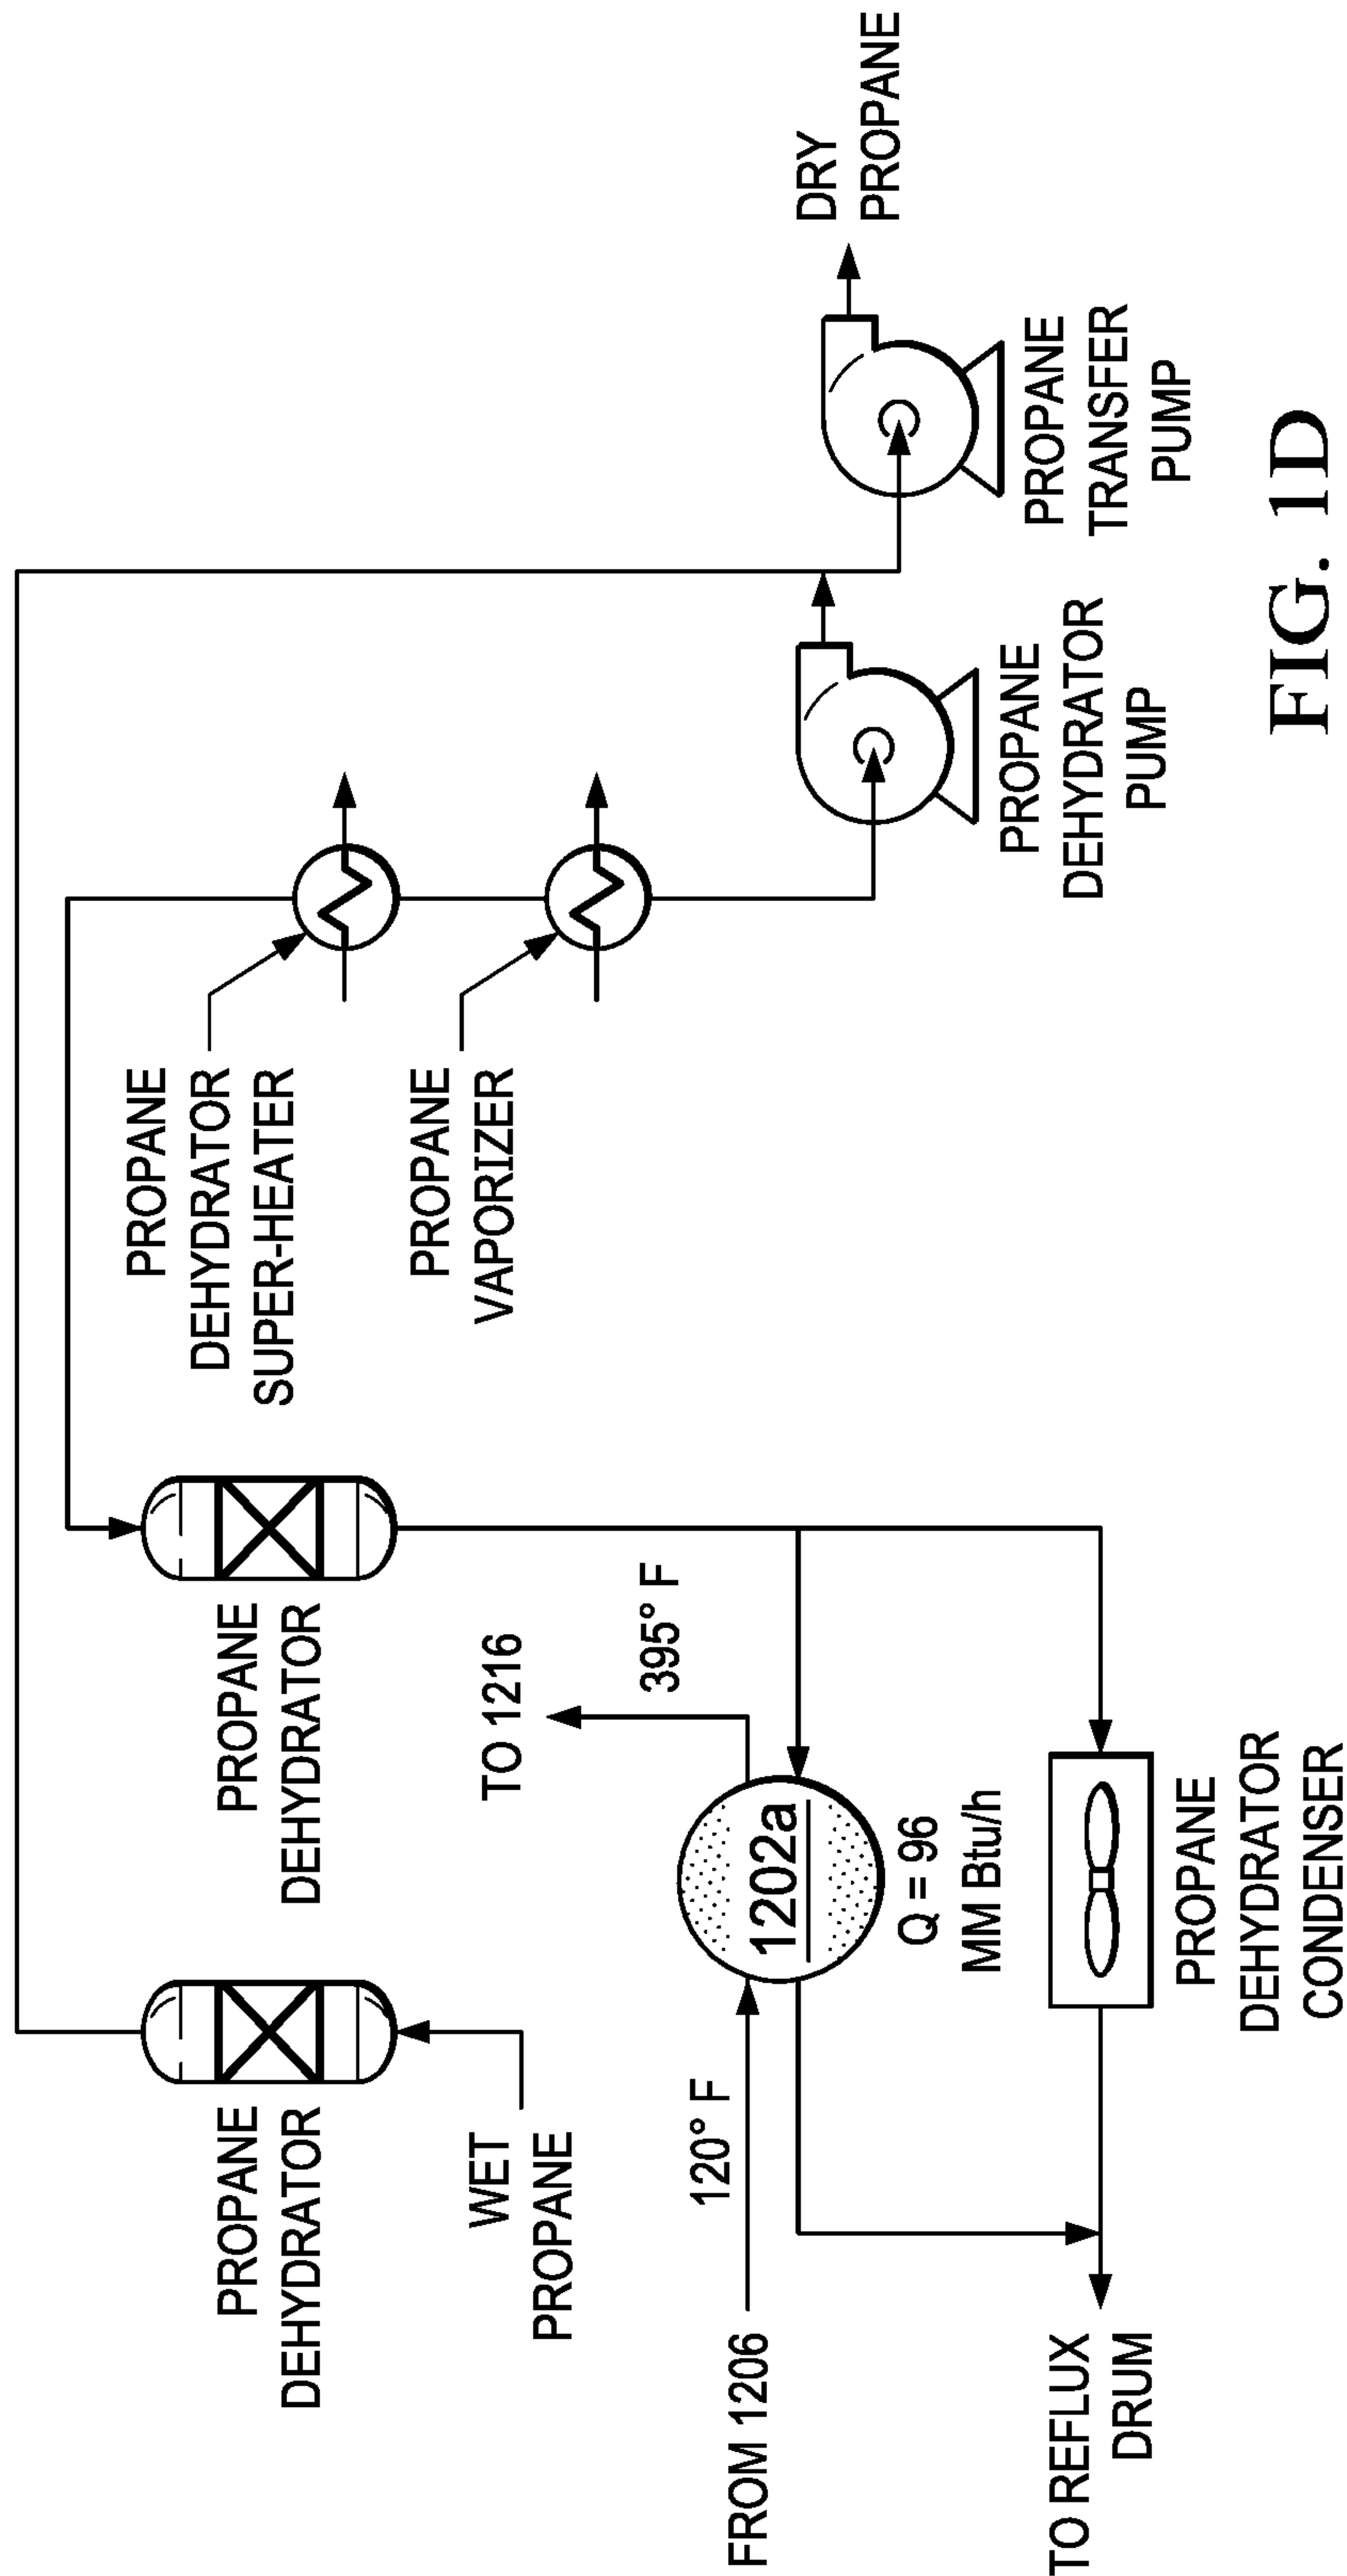 PROPANE
DEHYDRATOR
WET
PROPANE
PROPANE
DEHYDRATOR
PROPANE
DEHYDRATOR
SUPER-HEATER
PROPANE
VAPORIZER
DRY
PROPANE
TO 1216
395° F
120° F
FROM 1206
1202a
Q = 96
MM Btu/h
TO REFLUX
DRUM
PROPANE
DEHYDRATOR
CONDENSER
PROPANE
DEHYDRATOR
PUMP
PROPANE
TRANSFER
PUMP
FIG. 1D